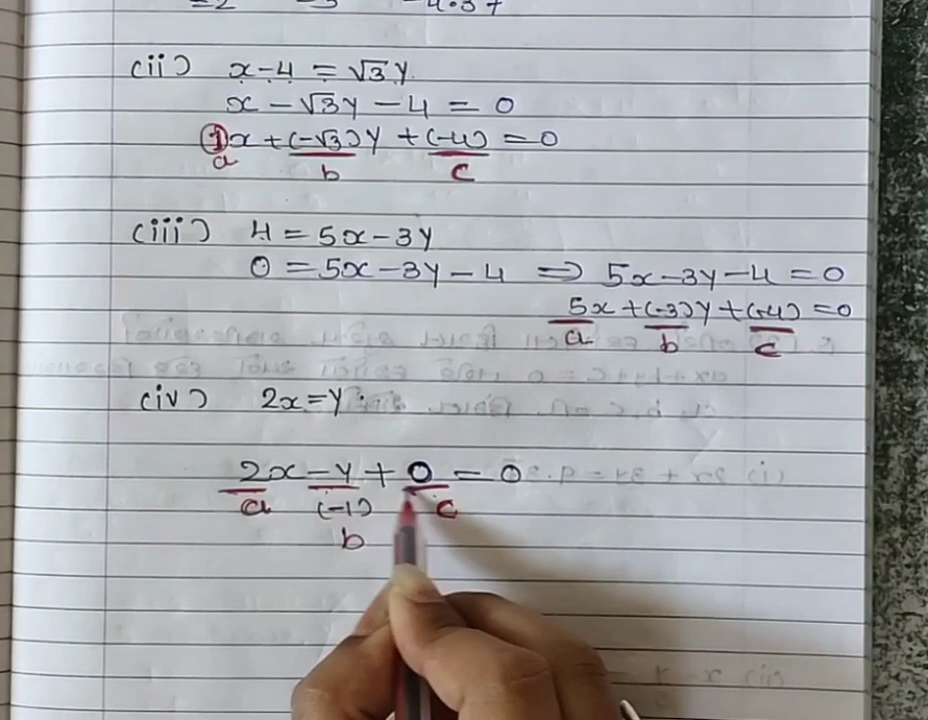 (ii) x-4 = √3y
x - √3y - 4 = 0
1x + (-√3)y + (-4) = 0
a b c
(iii) 4 = 5x - 3y
0 = 5x - 3y - 4 ⇒ 5x - 3y - 4 = 0
5x + (-3)y + (-4) = 0
a b c
(iv) 2x = y
2x - y + 0 = 0
a (-1) c
b